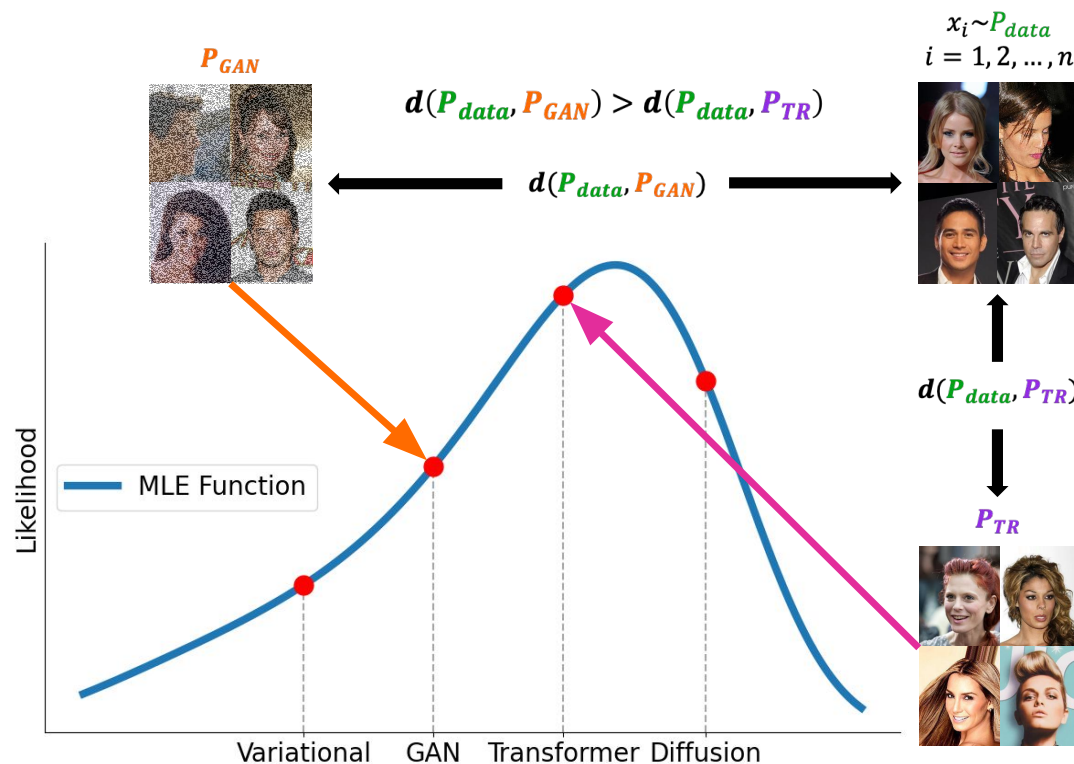 x_i~P_data
i = 1, 2, ..., n
P_GAN
d(P_data, P_GAN) > d(P_data, P_TR)
d(P_data, P_GAN)
d(P_data, P_TR)
P_TR
Likelihood
MLE Function
Variational GAN Transformer Diffusion